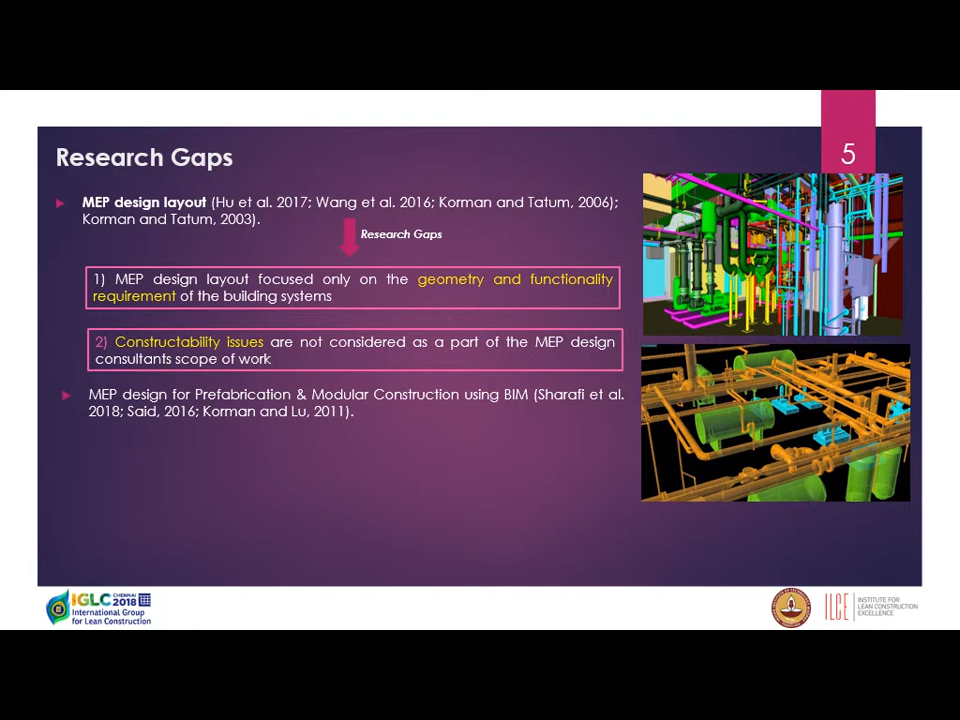 5
Research Gaps
MEP design layout (Hu et al. 2017; Wang et al. 2016; Korman and Tatum, 2006);
Korman and Tatum, 2003).
Research Gaps
1) MEP design layout focused only on the geometry and functionality
requirement of the building systems
2) Constructability issues are not considered as a part of the MEP design
consultants scope of work
MEP design for Prefabrication & Modular Construction using BIM (Sharafi et al.
2018; Said, 2016; Korman and Lu, 2011).
IGLC CHENNAI 2018
International Group
for Lean Construction
ILCE
INSTITUTE FOR
LEAN CONSTRUCTION
EXCELLENCE